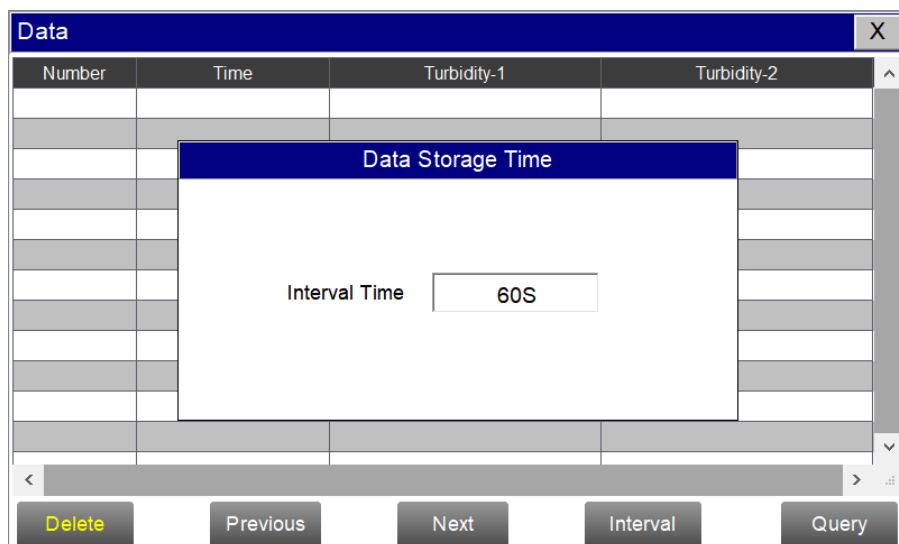 Data X
Number Time Turbidity-1 Turbidity-2
Data Storage Time
Interval Time 60S
Delete Previous Next Interval Query